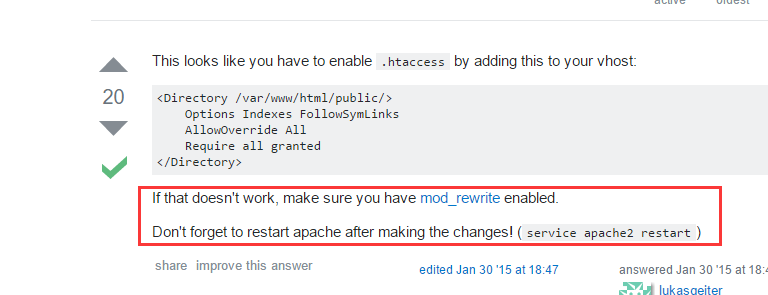 active oldest
This looks like you have to enable .htaccess by adding this to your vhost:
20
<Directory /var/www/html/public/>
    Options Indexes FollowSymLinks
    AllowOverride All
    Require all granted
</Directory>
If that doesn't work, make sure you have mod_rewrite enabled.
Don't forget to restart apache after making the changes! ( service apache2 restart )
share improve this answer
edited Jan 30 '15 at 18:47
answered Jan 30 '15 at 18:4
lukasgeiter